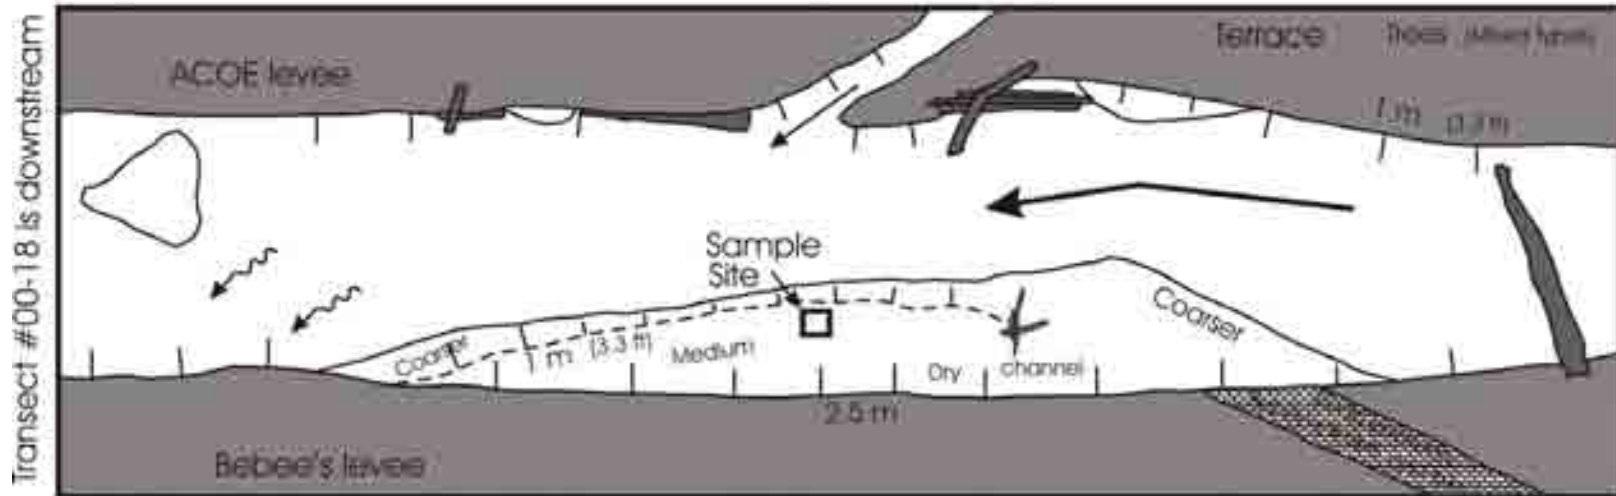 Transect #00-18 is downstream
ACOE levee
Terrace
Trees
1 m (3.3 ft)
Sample
Site
Coarser
Coarser
1 m (3.3 ft)
Medium
Dry channel
2.5 m
Bebee's levee